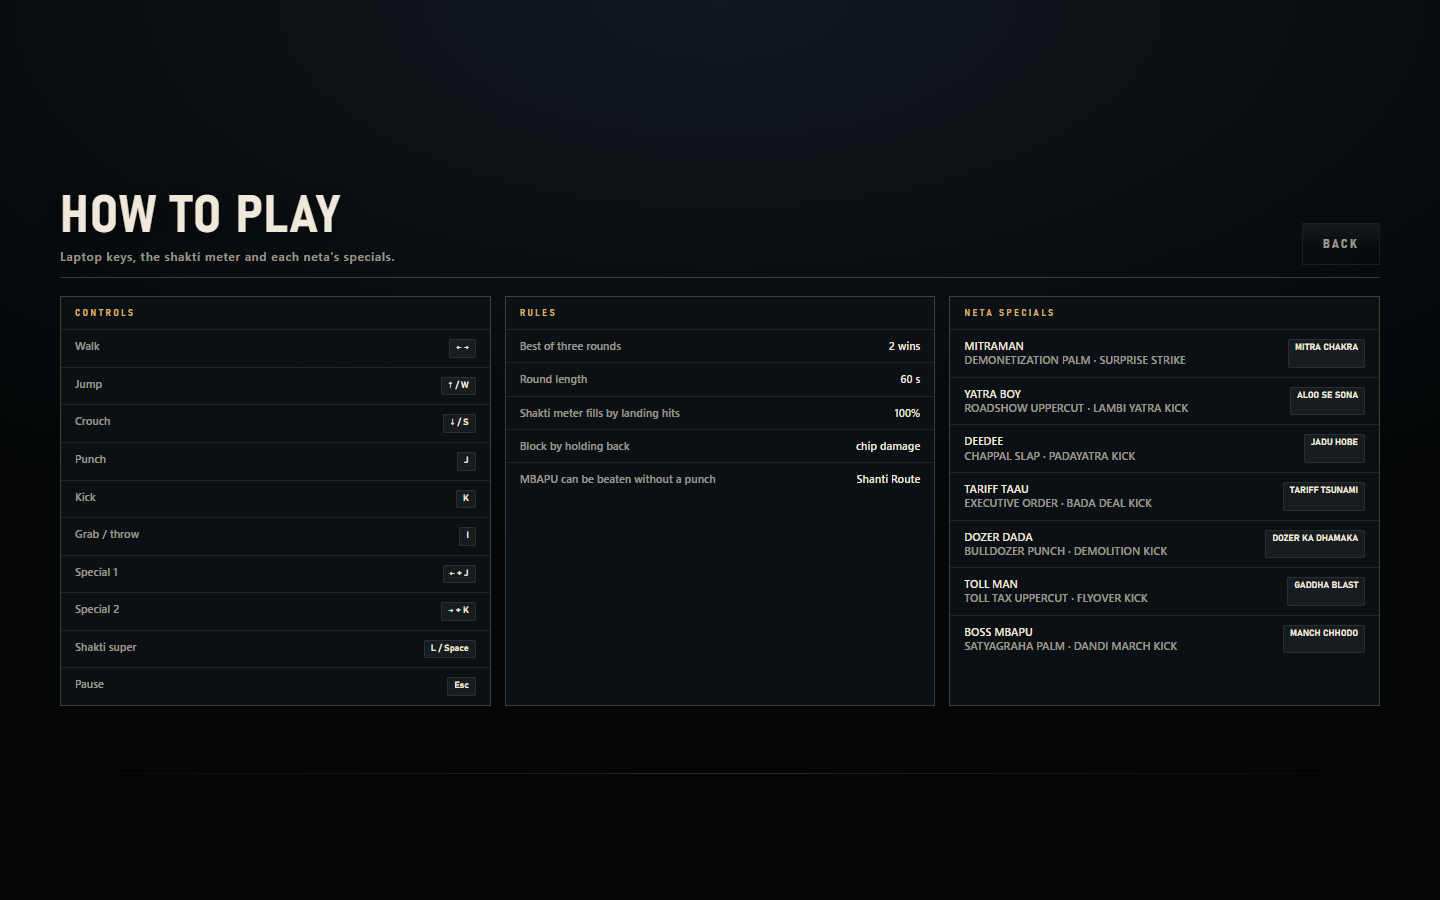 HOW TO PLAY
Laptop keys, the shakti meter and each neta's specials.
BACK
CONTROLS
Walk ← →
Jump ↑ / W
Crouch ↓ / S
Punch J
Kick K
Grab / throw I
Special 1 ← + J
Special 2 → + K
Shakti super L / Space
Pause Esc
RULES
Best of three rounds 2 wins
Round length 60 s
Shakti meter fills by landing hits 100%
Block by holding back chip damage
MBAPU can be beaten without a punch Shanti Route
NETA SPECIALS
MITRAMAN MITRA CHAKRA
DEMONETIZATION PALM · SURPRISE STRIKE
YATRA BOY ALOO SE SONA
ROADSHOW UPPERCUT · LAMBI YATRA KICK
DEEDEE JADU HOBE
CHAPPAL SLAP · PADAYATRA KICK
TARIFF TAAU TARIFF TSUNAMI
EXECUTIVE ORDER · BADA DEAL KICK
DOZER DADA DOZER KA DHAMAKA
BULLDOZER PUNCH · DEMOLITION KICK
TOLL MAN GADDHA BLAST
TOLL TAX UPPERCUT · FLYOVER KICK
BOSS MBAPU MANCH CHHODO
SATYAGRAHA PALM · DANDI MARCH KICK